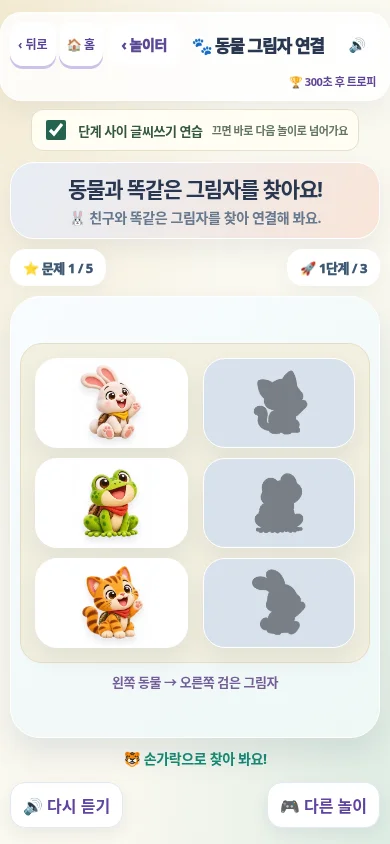 ‹ 뒤로
🏠 홈
‹ 놀이터
🐾 동물 그림자 연결
🔊
🏆 300초 후 트로피
단계 사이 글씨쓰기 연습 끄면 바로 다음 놀이로 넘어가요
동물과 똑같은 그림자를 찾아요!
🐰 친구와 똑같은 그림자를 찾아 연결해 봐요.
⭐ 문제 1 / 5
🚀 1단계 / 3
왼쪽 동물 → 오른쪽 검은 그림자
🐯 손가락으로 찾아 봐요!
🔊 다시 듣기
🎮 다른 놀이